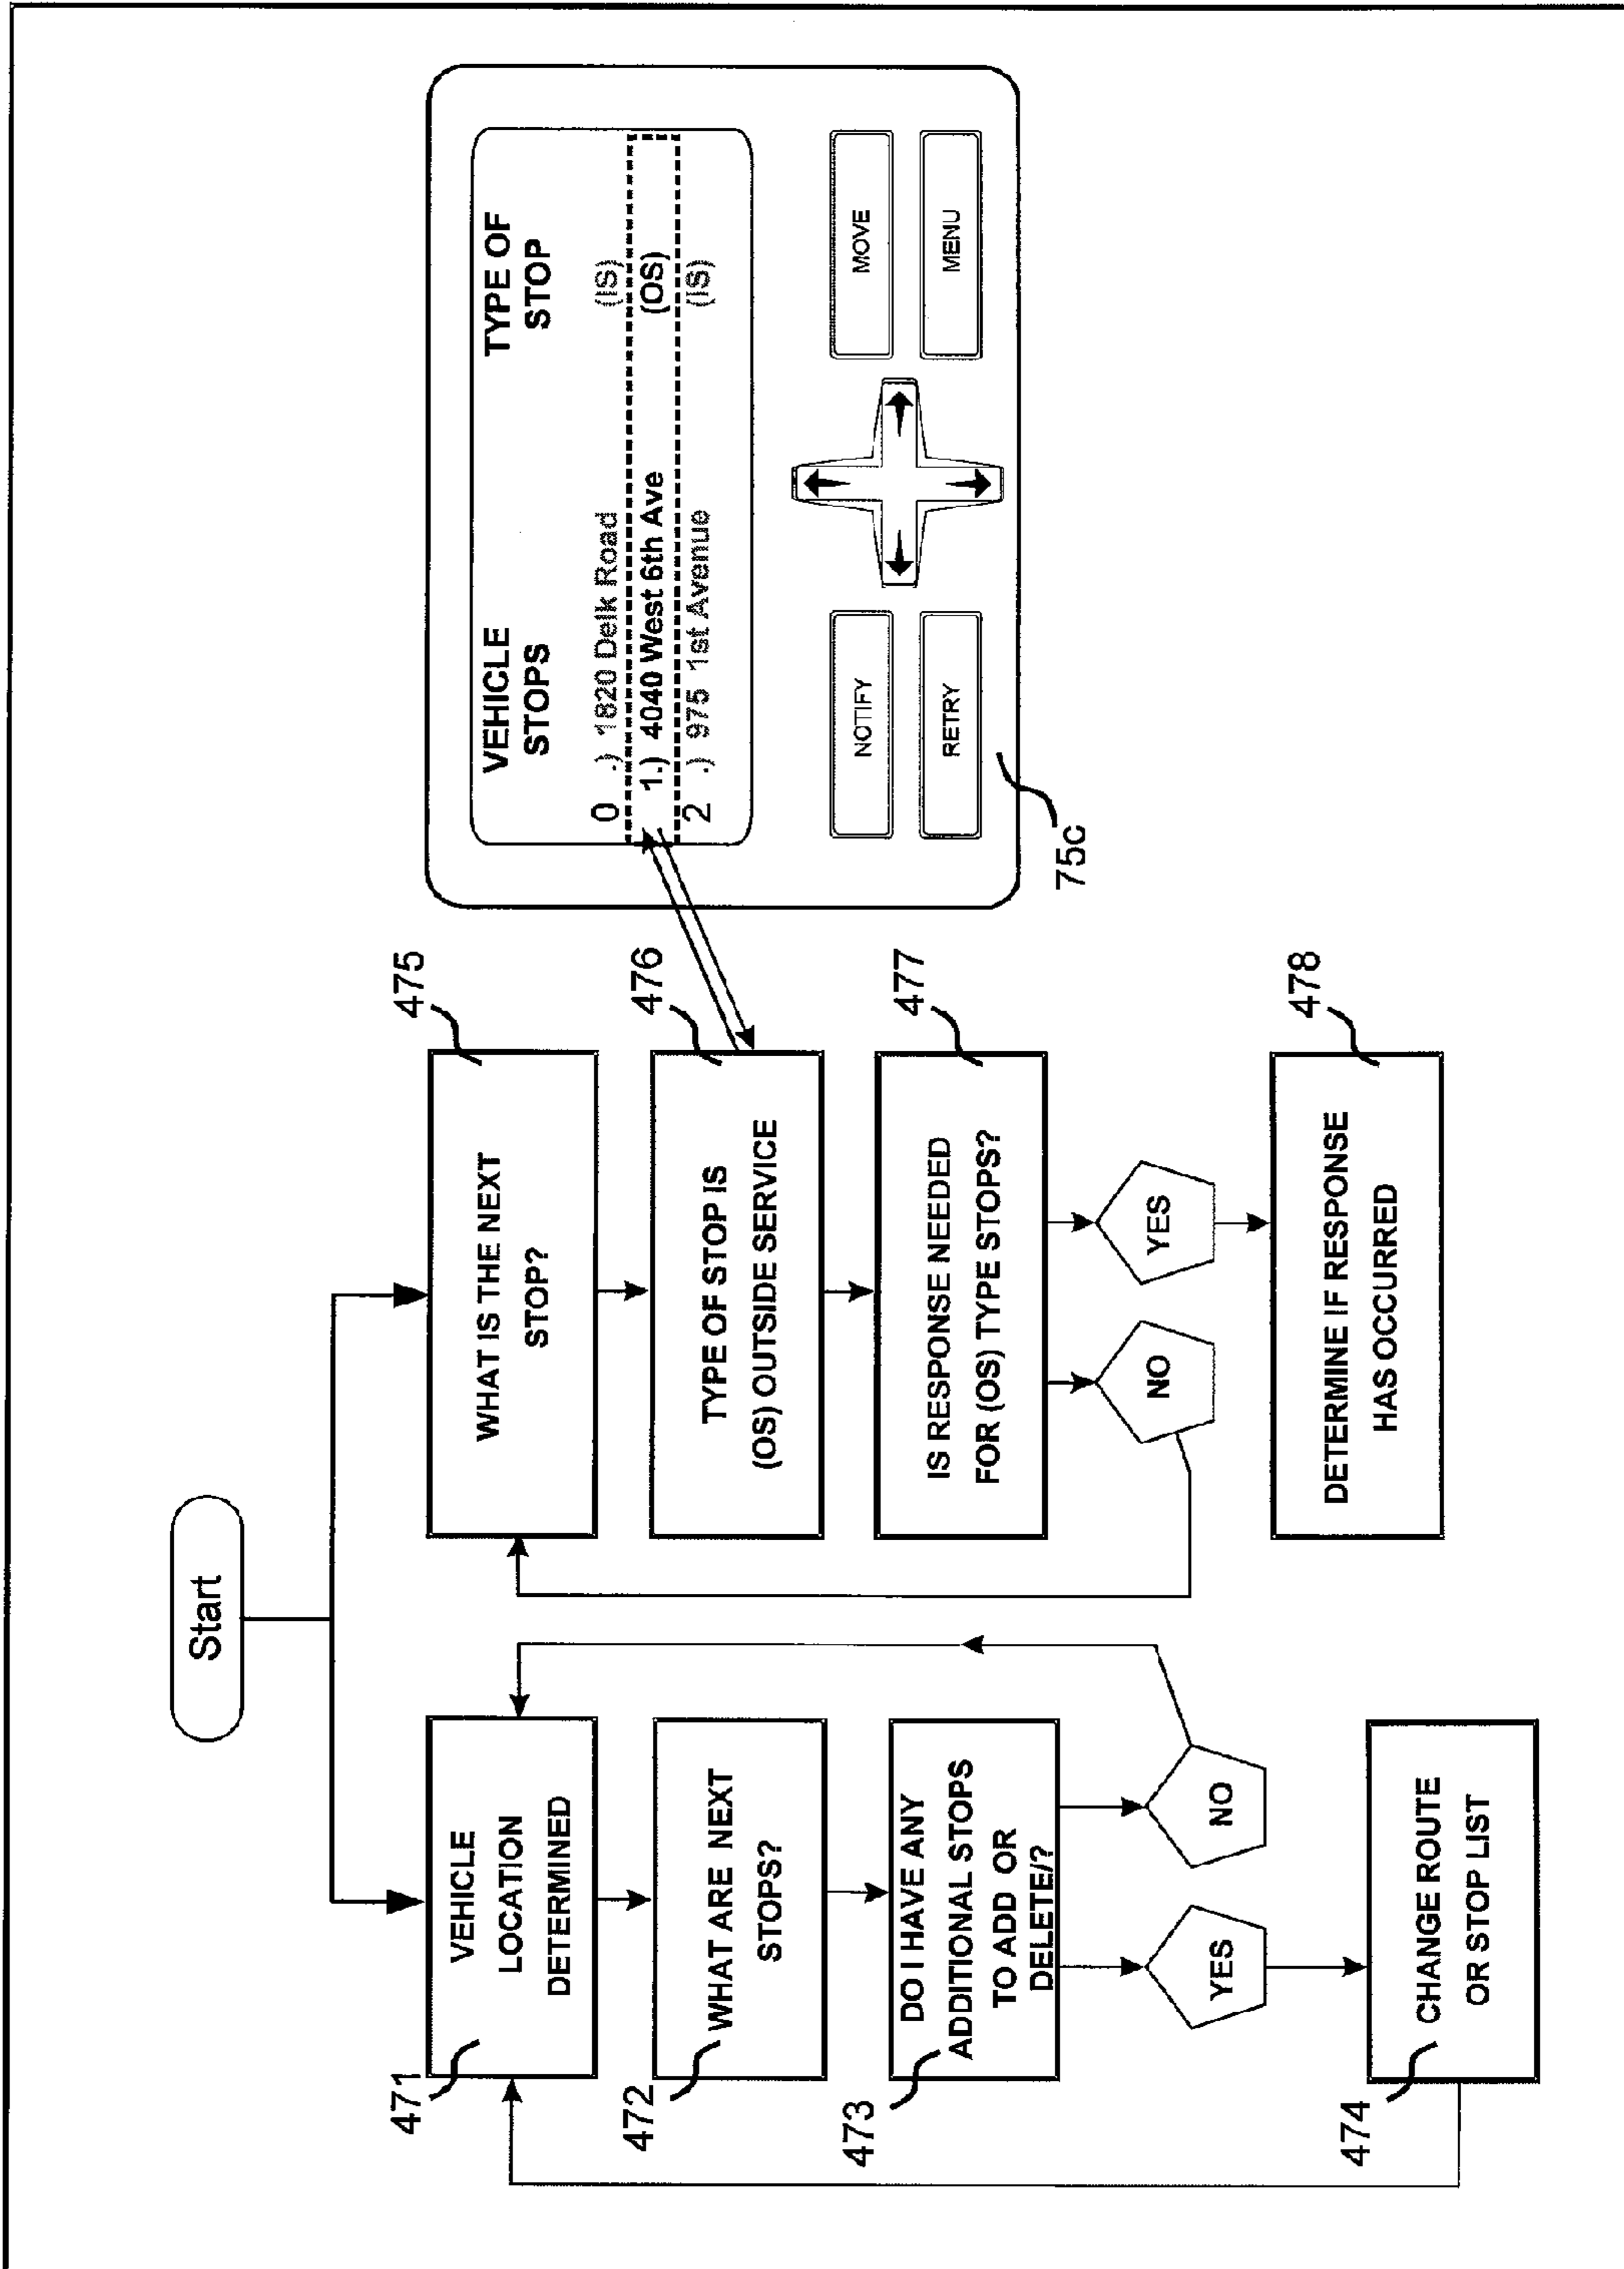 Start
471
VEHICLE
LOCATION
DETERMINED
472
WHAT ARE NEXT
STOPS?
473
DO I HAVE ANY
ADDITIONAL STOPS
TO ADD OR
DELETE/?
YES
NO
474
CHANGE ROUTE
OR STOP LIST
475
WHAT IS THE NEXT
STOP?
476
TYPE OF STOP IS
(OS) OUTSIDE SERVICE
477
IS RESPONSE NEEDED
FOR (OS) TYPE STOPS?
NO
YES
478
DETERMINE IF RESPONSE
HAS OCCURRED
VEHICLE
STOPS
TYPE OF
STOP
0 .) 1820 Delk Road (IS)
1.) 4040 West 6th Ave (OS)
2 .) 975 1st Avenue (IS)
NOTIFY
MOVE
RETRY
MENU
75c